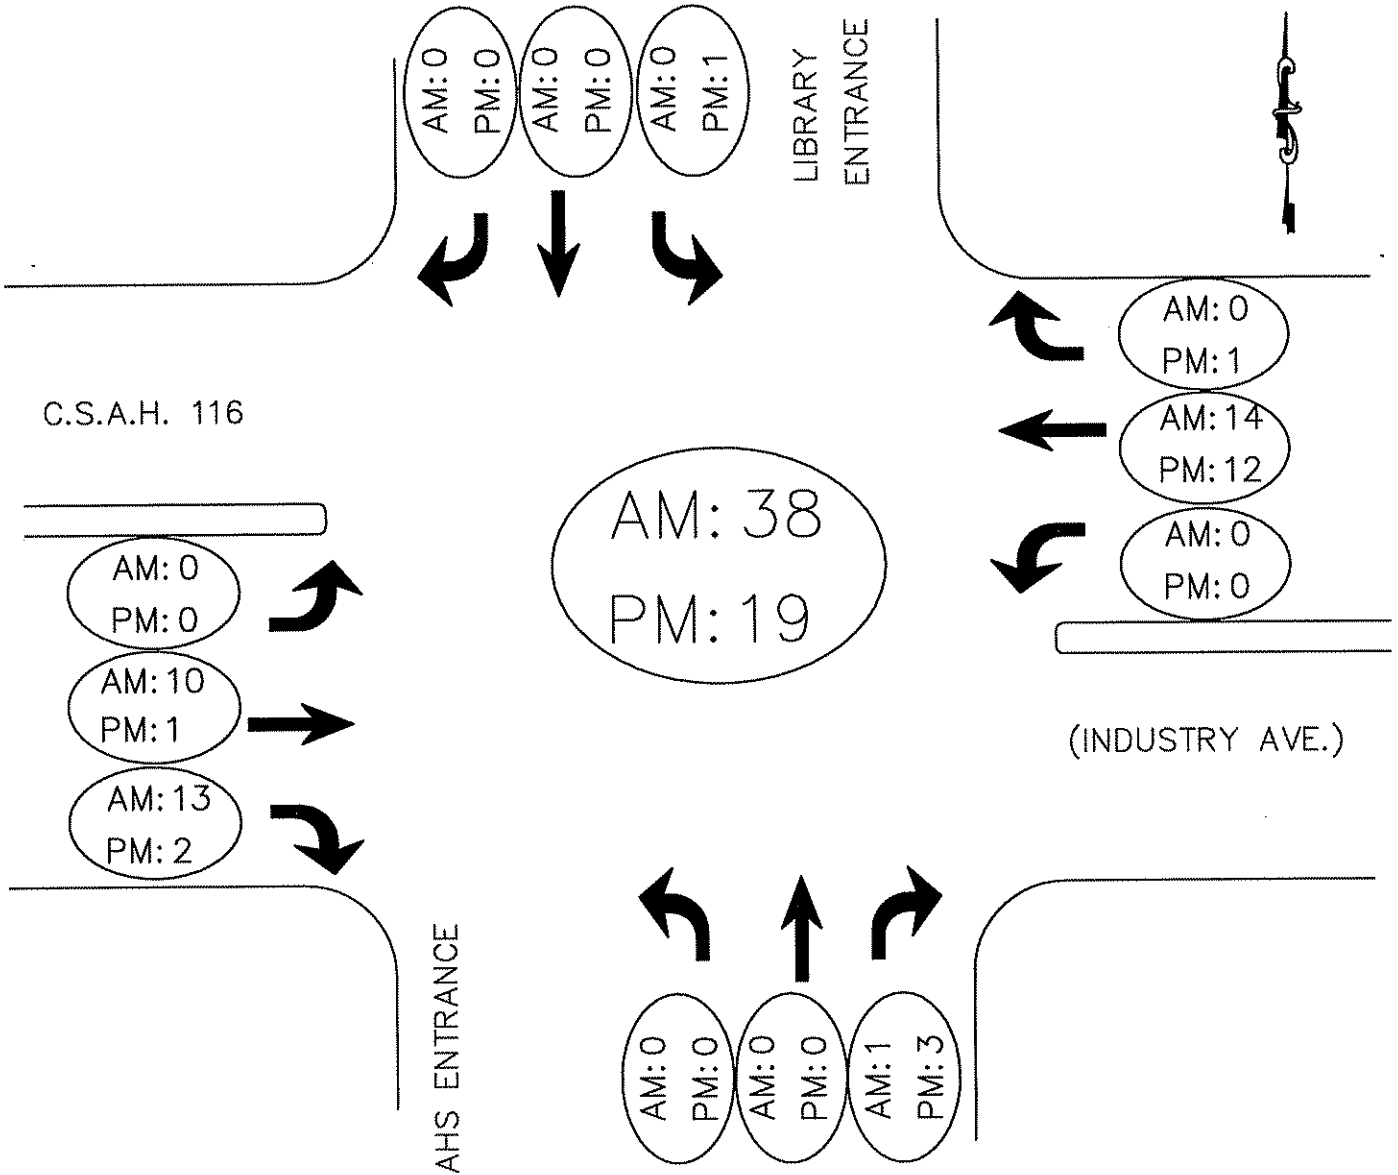 AM: 0
PM: 0
AM: 0
PM: 0
AM: 0
PM: 1
LIBRARY
ENTRANCE
AM: 0
PM: 1
AM: 14
PM: 12
AM: 0
PM: 0
C.S.A.H. 116
AM: 38
PM: 19
AM: 0
PM: 0
AM: 10
PM: 1
AM: 13
PM: 2
(INDUSTRY AVE.)
AHS ENTRANCE
AM: 0
PM: 0
AM: 0
PM: 0
AM: 1
PM: 3